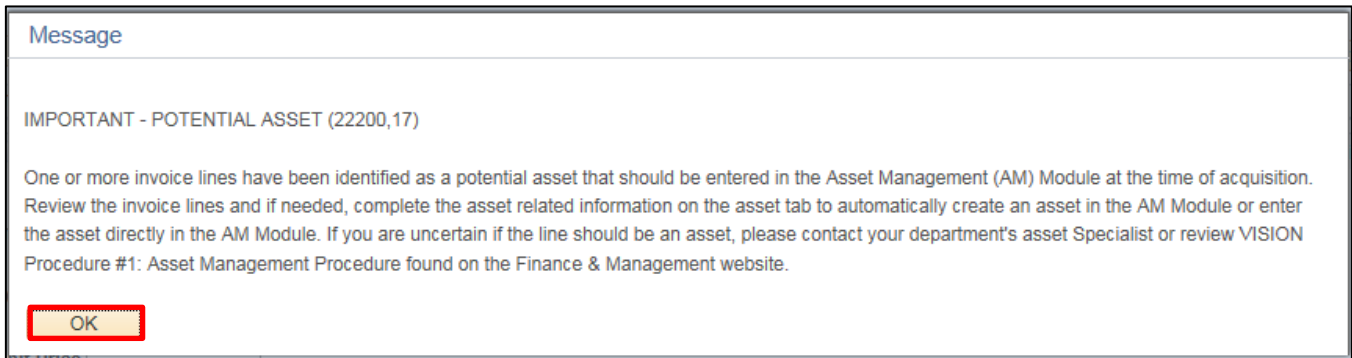 Message
IMPORTANT - POTENTIAL ASSET (22200,17)
One or more invoice lines have been identified as a potential asset that should be entered in the Asset Management (AM) Module at the time of acquisition.
Review the invoice lines and if needed, complete the asset related information on the asset tab to automatically create an asset in the AM Module or enter
the asset directly in the AM Module. If you are uncertain if the line should be an asset, please contact your department's asset Specialist or review VISION
Procedure #1: Asset Management Procedure found on the Finance & Management website.
OK